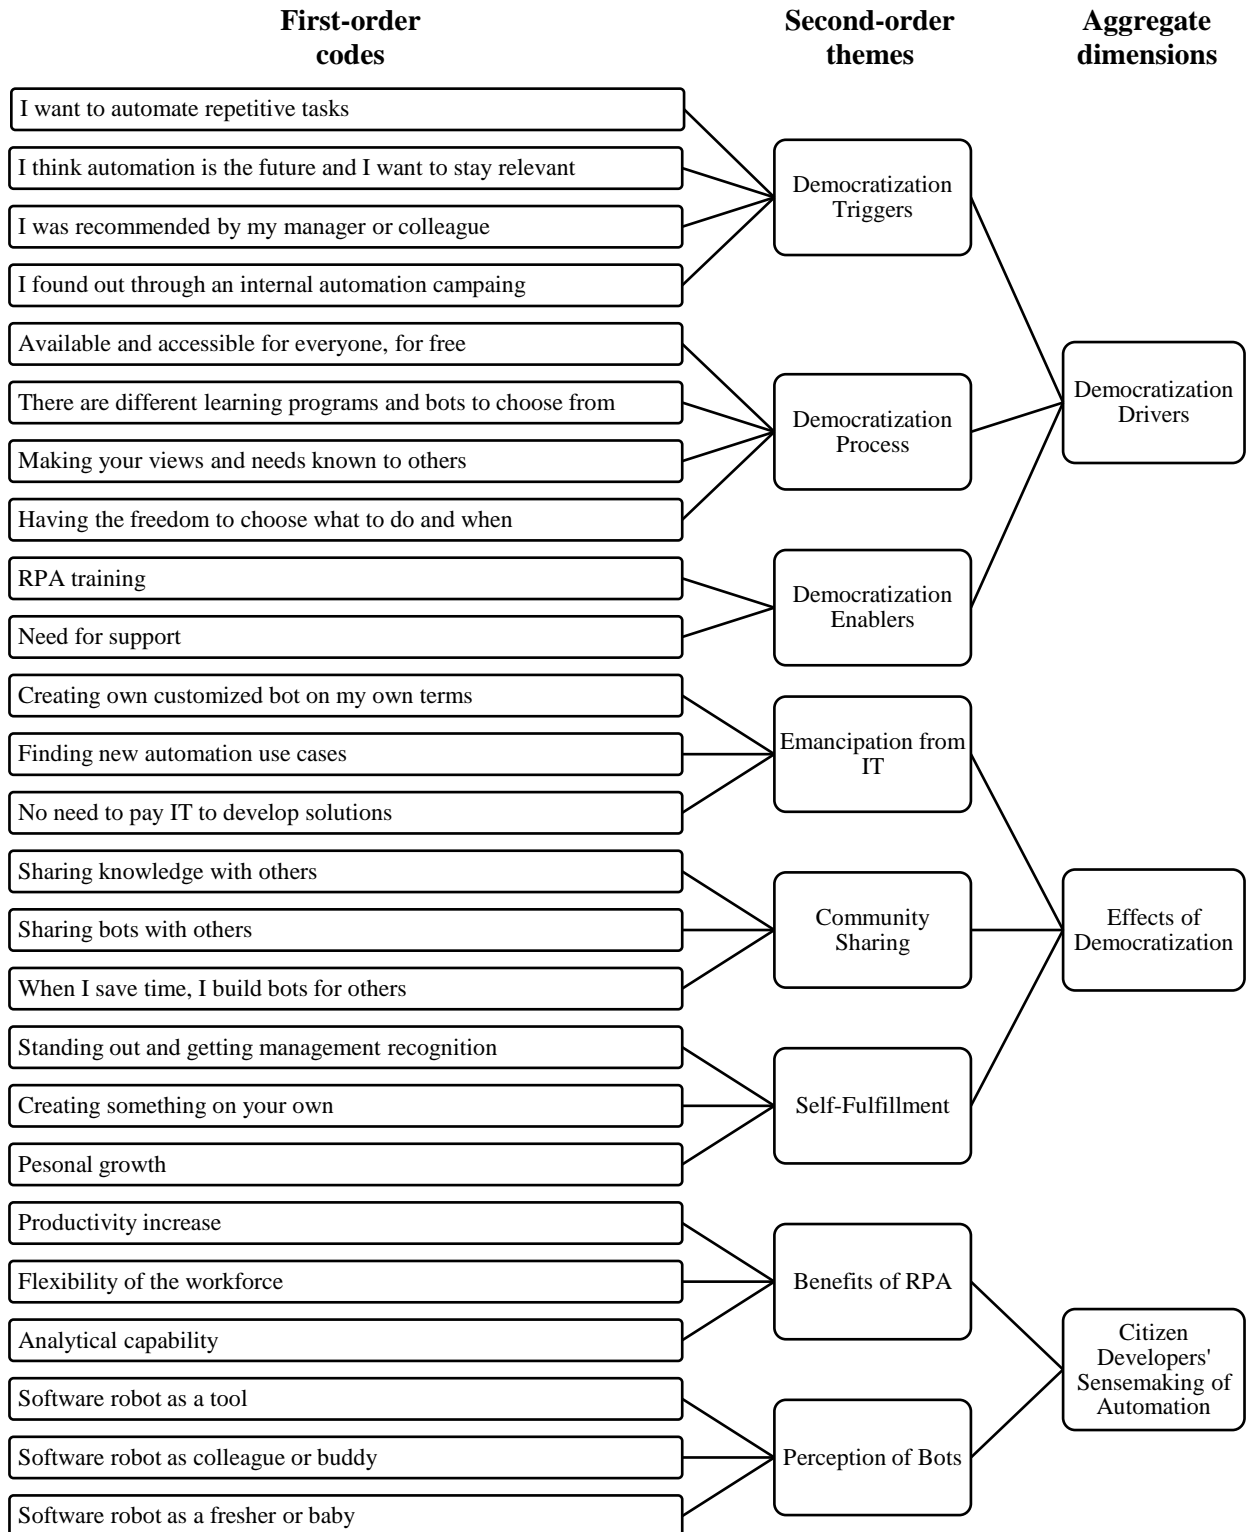 First-order
codes
Second-order
themes
Aggregate
dimensions
I want to automate repetitive tasks
I think automation is the future and I want to stay relevant
I was recommended by my manager or colleague
I found out through an internal automation campaing
Democratization
Triggers
Available and accessible for everyone, for free
There are different learning programs and bots to choose from
Making your views and needs known to others
Having the freedom to choose what to do and when
Democratization
Process
RPA training
Need for support
Democratization
Enablers
Democratization
Drivers
Creating own customized bot on my own terms
Finding new automation use cases
No need to pay IT to develop solutions
Emancipation from
IT
Sharing knowledge with others
Sharing bots with others
When I save time, I build bots for others
Community
Sharing
Standing out and getting management recognition
Creating something on your own
Pesonal growth
Self-Fulfillment
Effects of
Democratization
Productivity increase
Flexibility of the workforce
Analytical capability
Benefits of RPA
Software robot as a tool
Software robot as colleague or buddy
Software robot as a fresher or baby
Perception of Bots
Citizen
Developers'
Sensemaking of
Automation